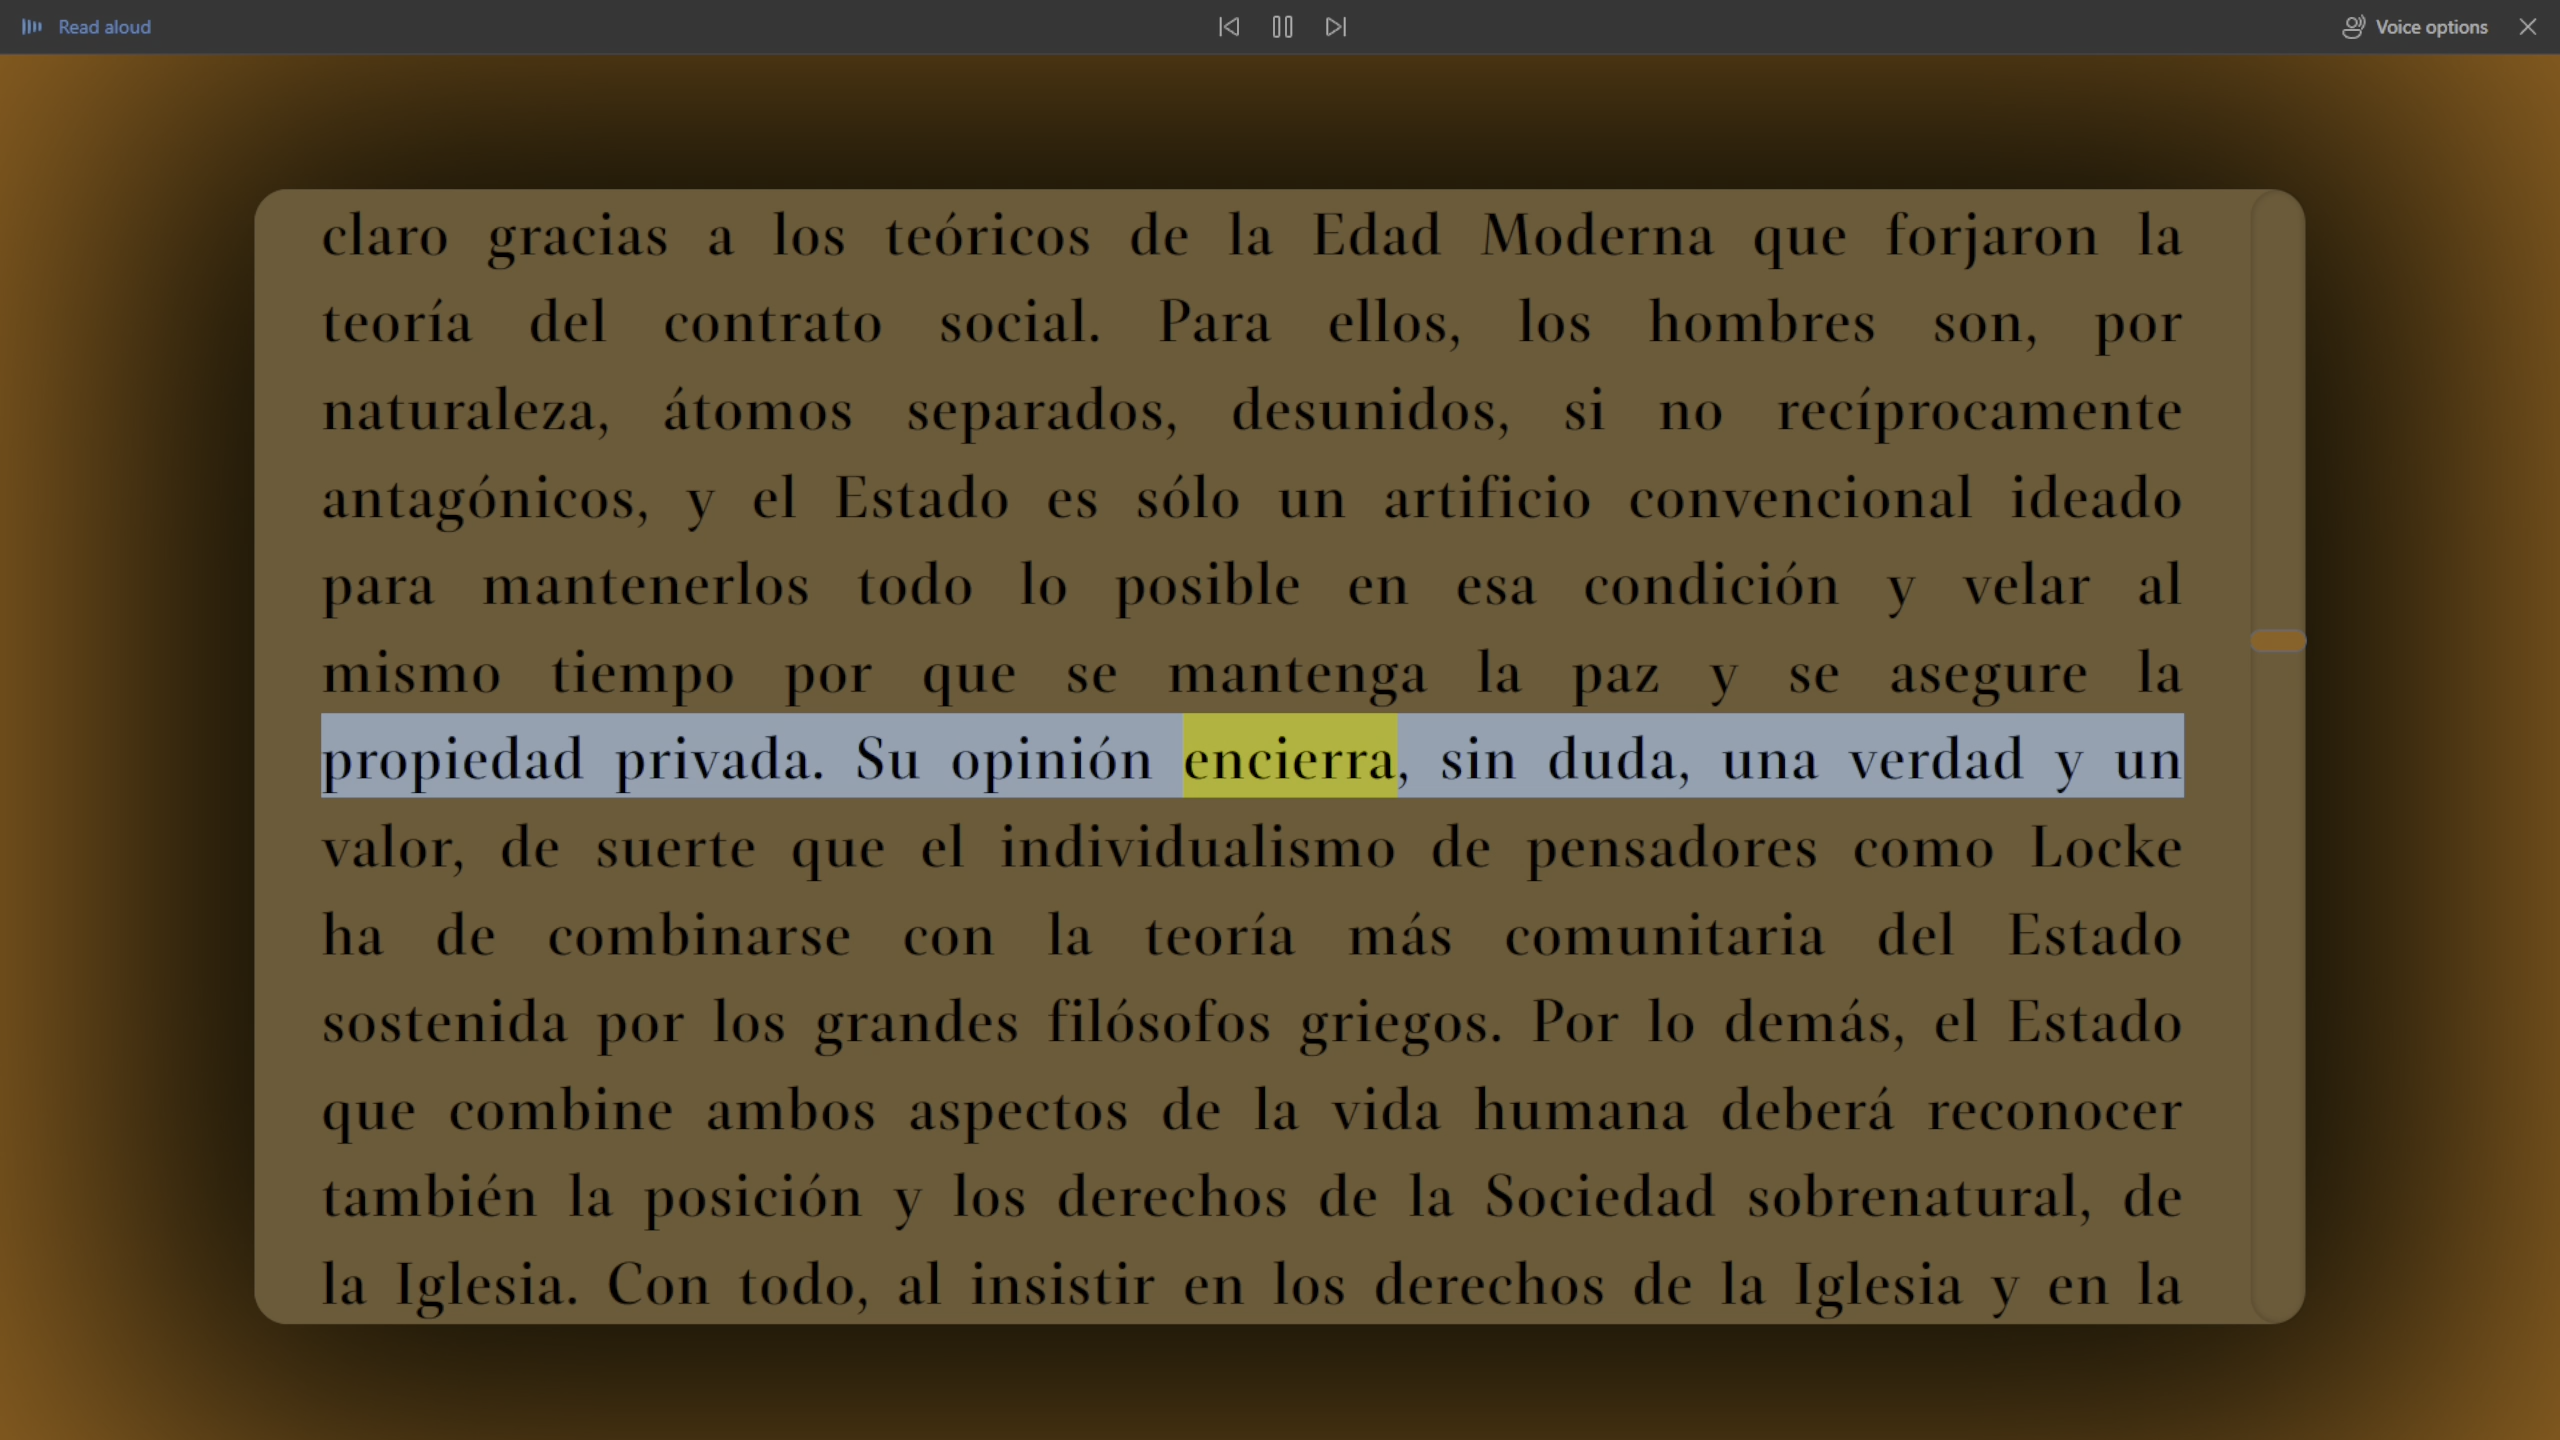 Read aloud
Voice options
claro gracias a los teóricos de la Edad Moderna que forjaron la
teoría del contrato social. Para ellos, los hombres son, por
naturaleza, átomos separados, desunidos, si no recíprocamente
antagónicos, y el Estado es sólo un artificio convencional ideado
para mantenerlos todo lo posible en esa condición y velar al
mismo tiempo por que se mantenga la paz y se asegure la
propiedad privada. Su opinión encierra, sin duda, una verdad y un
valor, de suerte que el individualismo de pensadores como Locke
ha de combinarse con la teoría más comunitaria del Estado
sostenida por los grandes filósofos griegos. Por lo demás, el Estado
que combine ambos aspectos de la vida humana deberá reconocer
también la posición y los derechos de la Sociedad sobrenatural, de
la Iglesia. Con todo, al insistir en los derechos de la Iglesia y en la